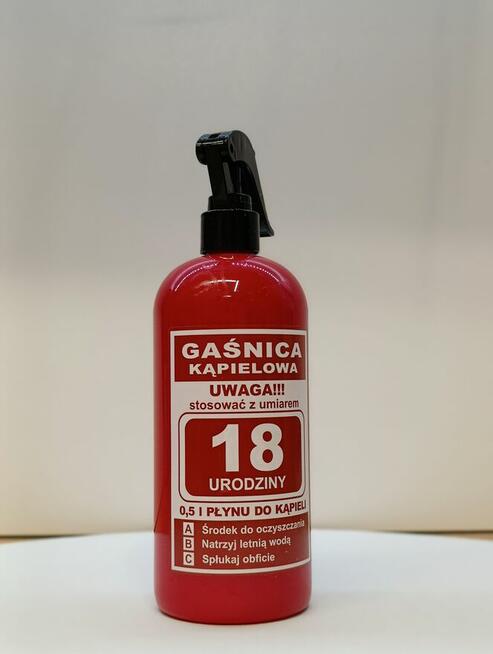 GAŚNICA
KĄPIELOWA
UWAGA!!!
stosować z umiarem
18
URODZINY
0,5 l PŁYNU DO KĄPIELI
A Środek do oczyszczania
B Natrzyj letnią wodą
C Spłukaj obficie